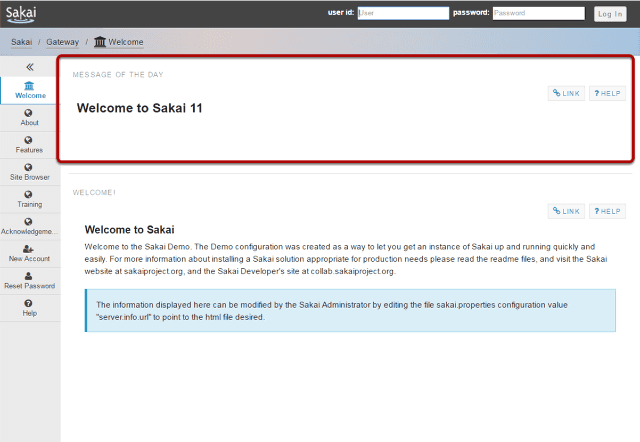 Sakai
user id: User password: Password Log In
Sakai / Gateway / Welcome
MESSAGE OF THE DAY
LINK ? HELP
Welcome to Sakai 11
Welcome
About
Features
Site Browser
Training
Acknowledgeme...
New Account
Reset Password
Help
WELCOME!
LINK ? HELP
Welcome to Sakai
Welcome to the Sakai Demo. The Demo configuration was created as a way to let you get an instance of Sakai up and running quickly and
easily. For more information about installing a Sakai solution appropriate for production needs please read the readme files, and visit the Sakai
website at sakaiproject.org, and the Sakai Developer's site at collab.sakaiproject.org.
The information displayed here can be modified by the Sakai Administrator by editing the file sakai.properties configuration value
"server.info.url" to point to the html file desired.